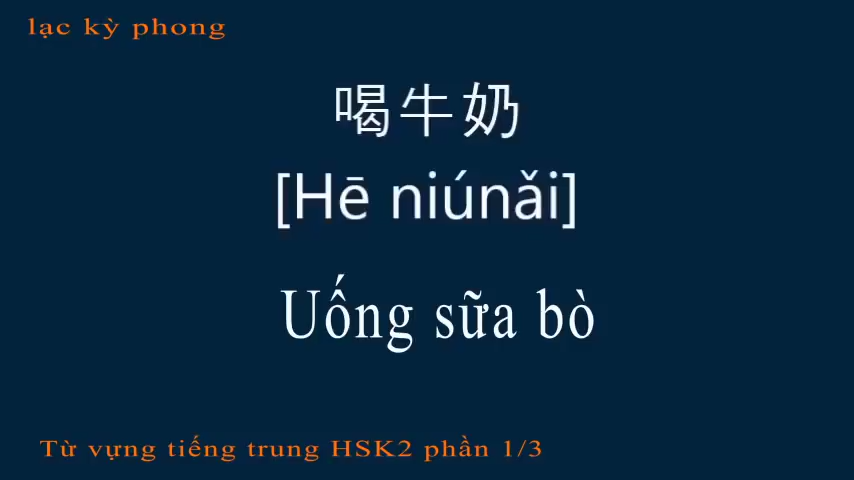 lạc kỳ phong
喝牛奶
[Hē niúnǎi]
Uống sữa bò
Từ vựng tiếng trung HSK2 phần 1/3